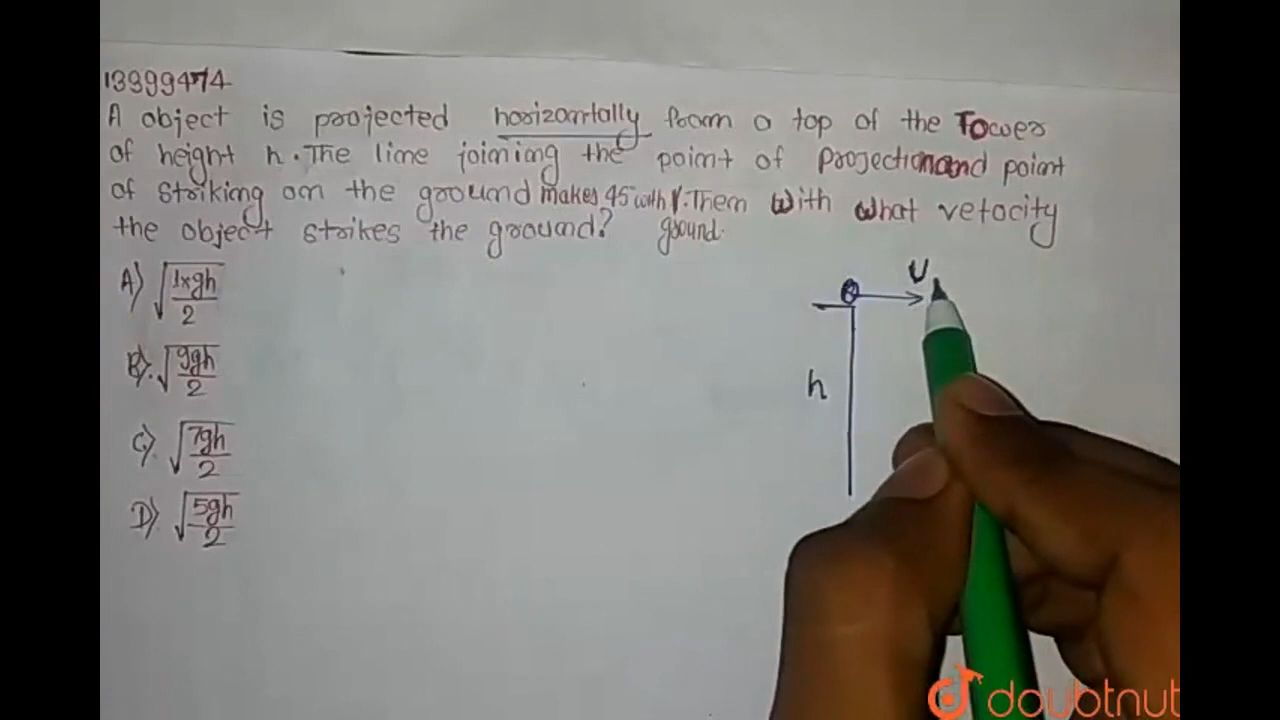 13999474
A object is projected horizontally from a top of the Tower
of height h. The line joining the point of projection and point
of striking on the ground makes 45° with. Then with what velocity
the object strikes the ground? ground.
A) √1xgh/2
B) √9gh/2
C) √7gh/2
D) √5gh/2
U
h
doubtnut